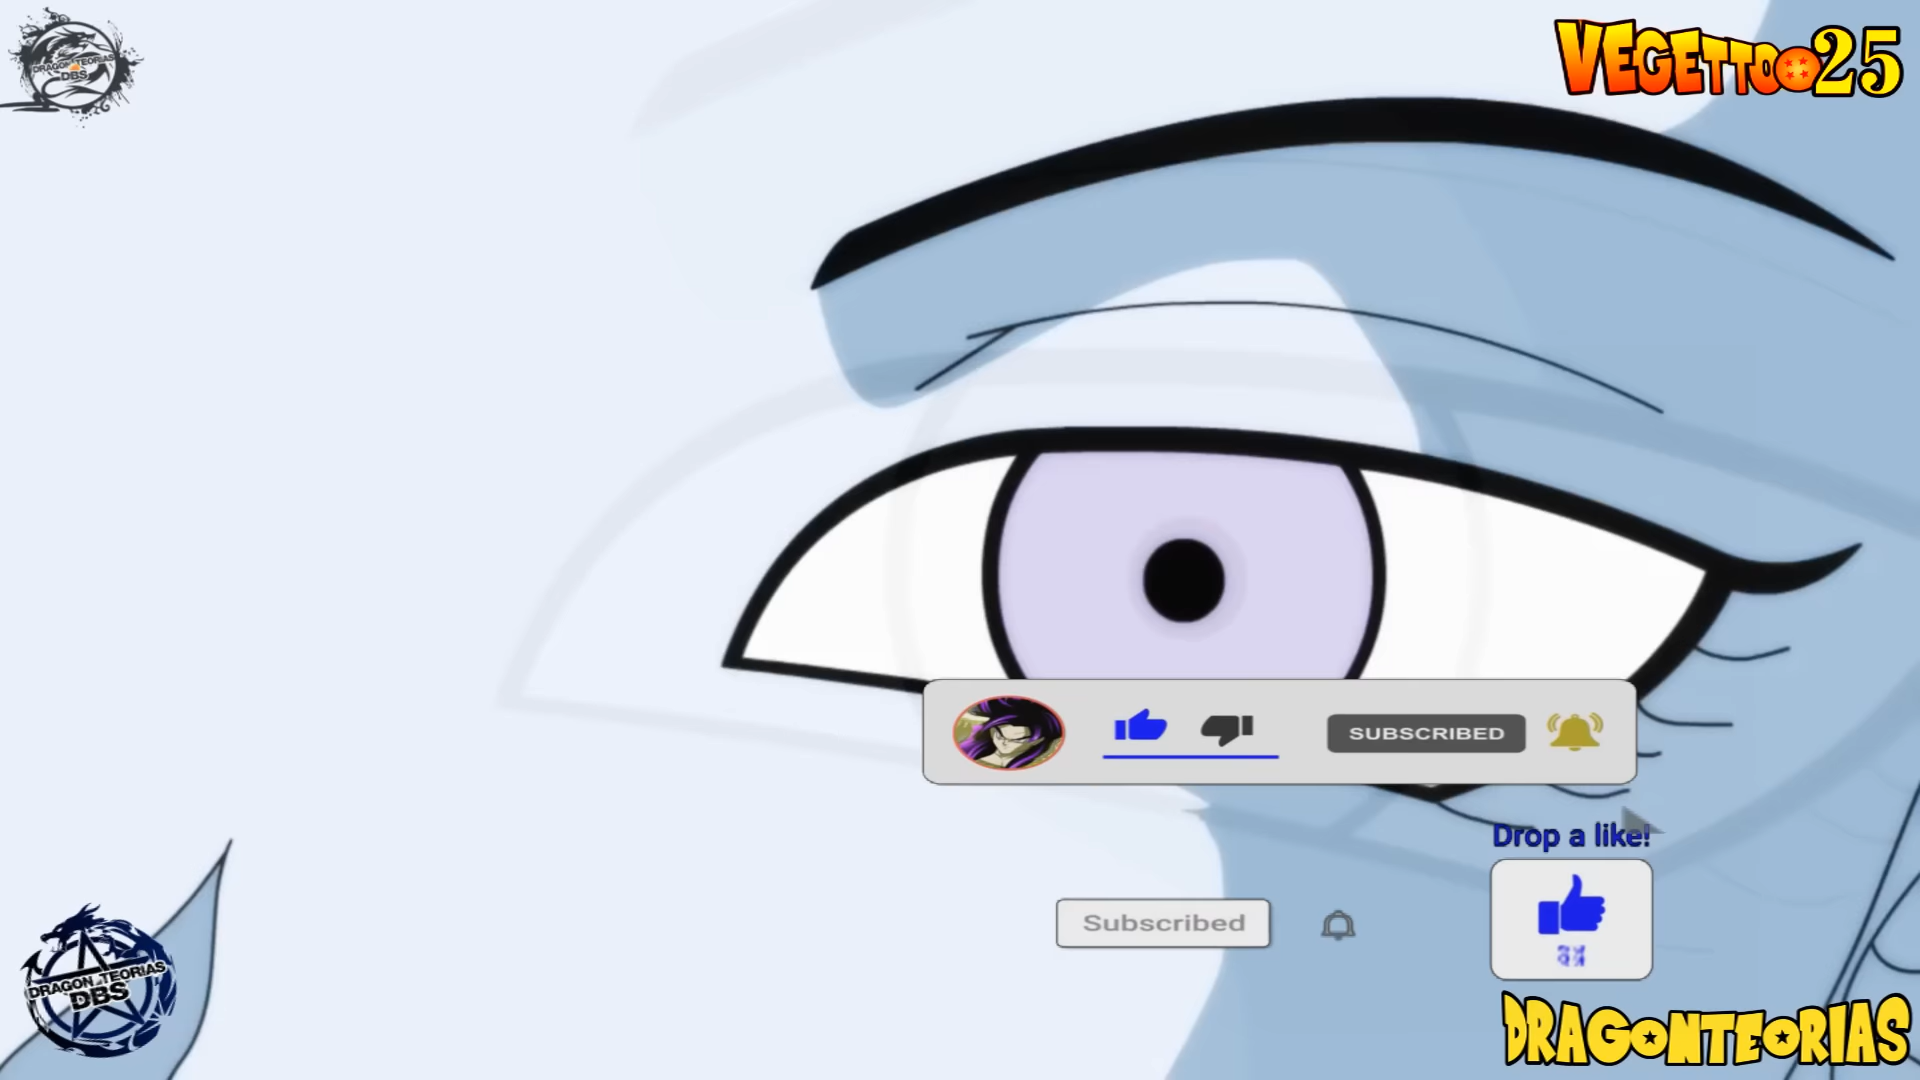 DRAGON TEORIAS
DBS
VEGETTO 25
SUBSCRIBED
Drop a like!
Subscribed
DRAGON TEORIAS
DBS
DRAGONTEORIAS